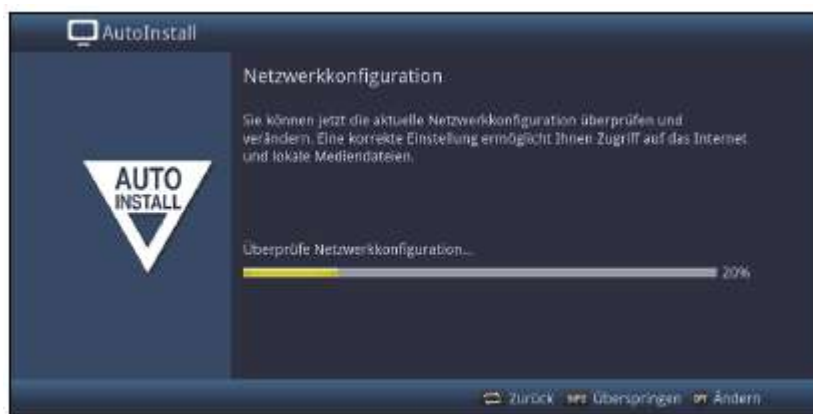 AutoInstall
Netzwerkkonfiguration
Sie können jetzt die aktuelle Netzwerkkonfiguration überprüfen und
verändern. Eine korrekte Einstellung ermöglicht Ihnen Zugriff auf das Internet
und lokale Mediendateien.
AUTO
INSTALL
Überprüfe Netzwerkkonfiguration...
20%
Zurück Überspringen Ändern